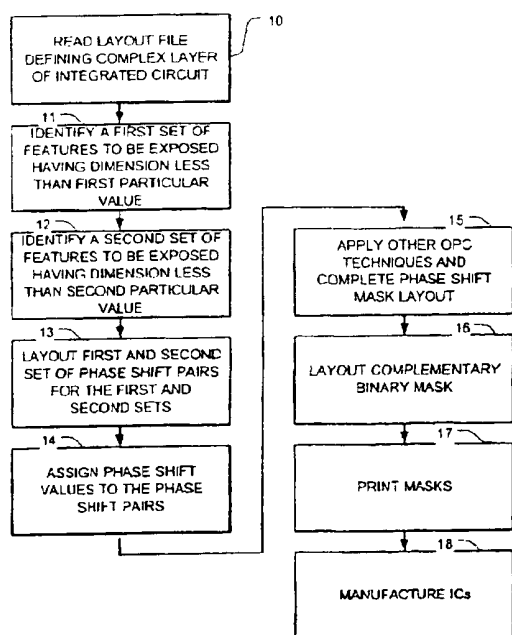 10
READ LAYOUT FILE
DEFINING COMPLEX LAYER
OF INTEGRATED CIRCUIT
11
IDENTIFY A FIRST SET OF
FEATURES TO BE EXPOSED
HAVING DIMENSION LESS
THAN FIRST PARTICULAR
VALUE
12
IDENTIFY A SECOND SET OF
FEATURES TO BE EXPOSED
HAVING DIMENSION LESS
THAN SECOND PARTICULAR
VALUE
13
LAYOUT FIRST AND SECOND
SET OF PHASE SHIFT PAIRS
FOR THE FIRST AND
SECOND SETS
14
ASSIGN PHASE SHIFT
VALUES TO THE PHASE
SHIFT PAIRS
15
APPLY OTHER OPC
TECHNIQUES AND
COMPLETE PHASE SHIFT
MASK LAYOUT
16
LAYOUT COMPLEMENTARY
BINARY MASK
17
PRINT MASKS
18
MANUFACTURE ICs